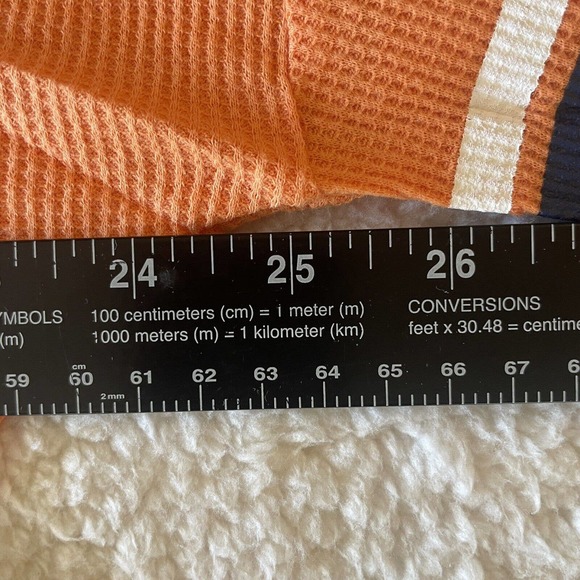 24 25 26
YMBOLS 100 centimeters (cm) = 1 meter (m) CONVERSIONS
(m) 1000 meters (m) = 1 kilometer (km) feet x 30.48 = centime
cm
59 60 61 62 63 64 65 66 67 6
2mm